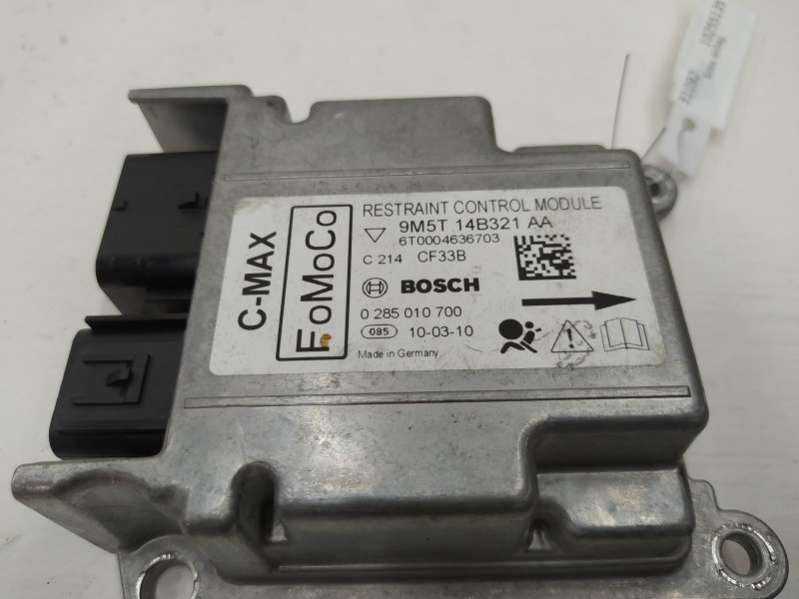 C-MAX
FoMoCo
RESTRAINT CONTROL MODULE
9M5T 14B321 AA
6T0004636703
C 214 CF33B
BOSCH
0 285 010 700
085 10-03-10
Made in Germany